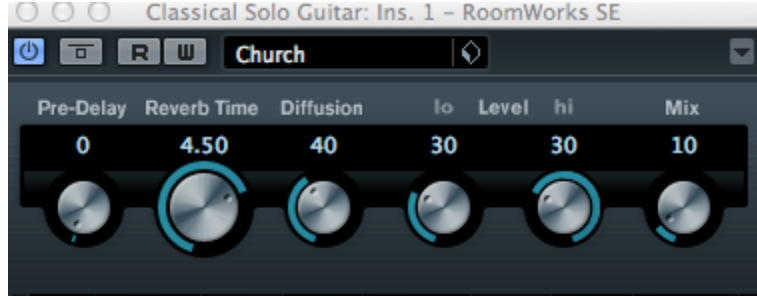 Classical Solo Guitar: Ins. 1 – RoomWorks SE
R W Church
Pre-Delay Reverb Time Diffusion lo Level hi Mix
0 4.50 40 30 30 10